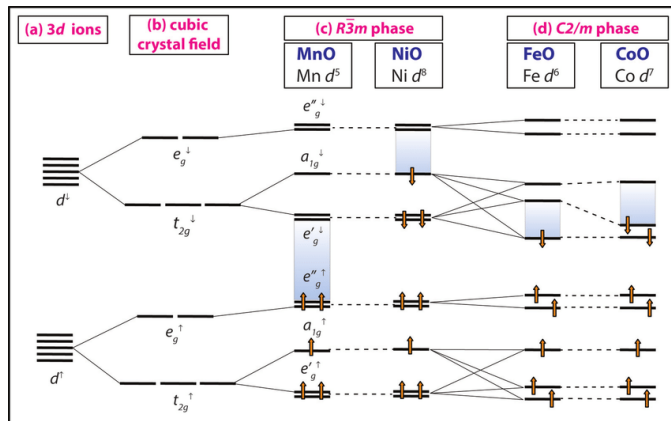 (a) 3d ions
(b) cubic
crystal field
(c) R3̅m phase
(d) C2/m phase
MnO
Mn d⁵
NiO
Ni d⁸
FeO
Fe d⁶
CoO
Co d⁷
e″g↓
eg↓
a1g↓
d↓
t2g↓
e′g↓
e″g↑
eg↑
a1g↑
d↑
e′g↑
t2g↑